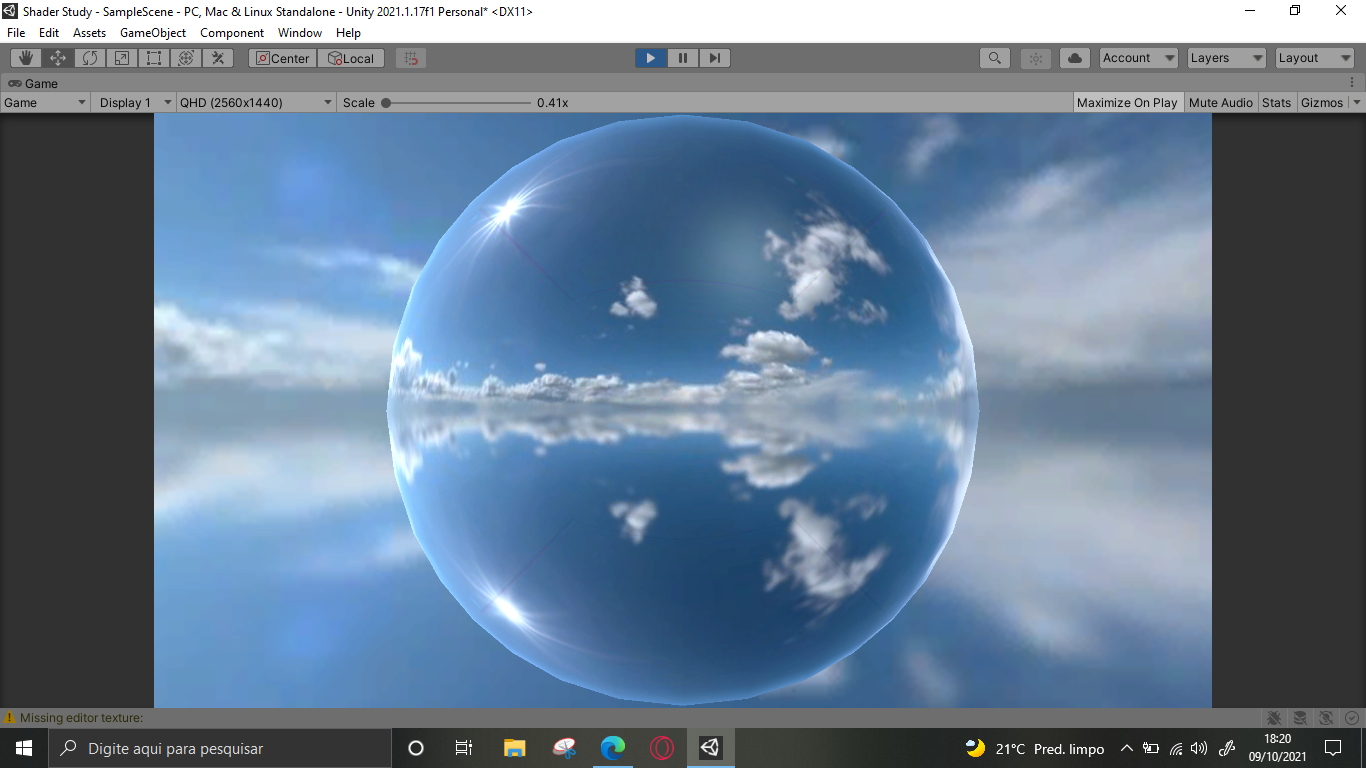 Shader Study - SampleScene - PC, Mac & Linux Standalone - Unity 2021.1.17f1 Personal* <DX11>
File Edit Assets GameObject Component Window Help
Center Local Account Layers Layout
Game
Game Display 1 QHD (2560x1440) Scale 0.41x Maximize On Play Mute Audio Stats Gizmos
Missing editor texture:
Digite aqui para pesquisar 21°C Pred. limpo 18:20
09/10/2021